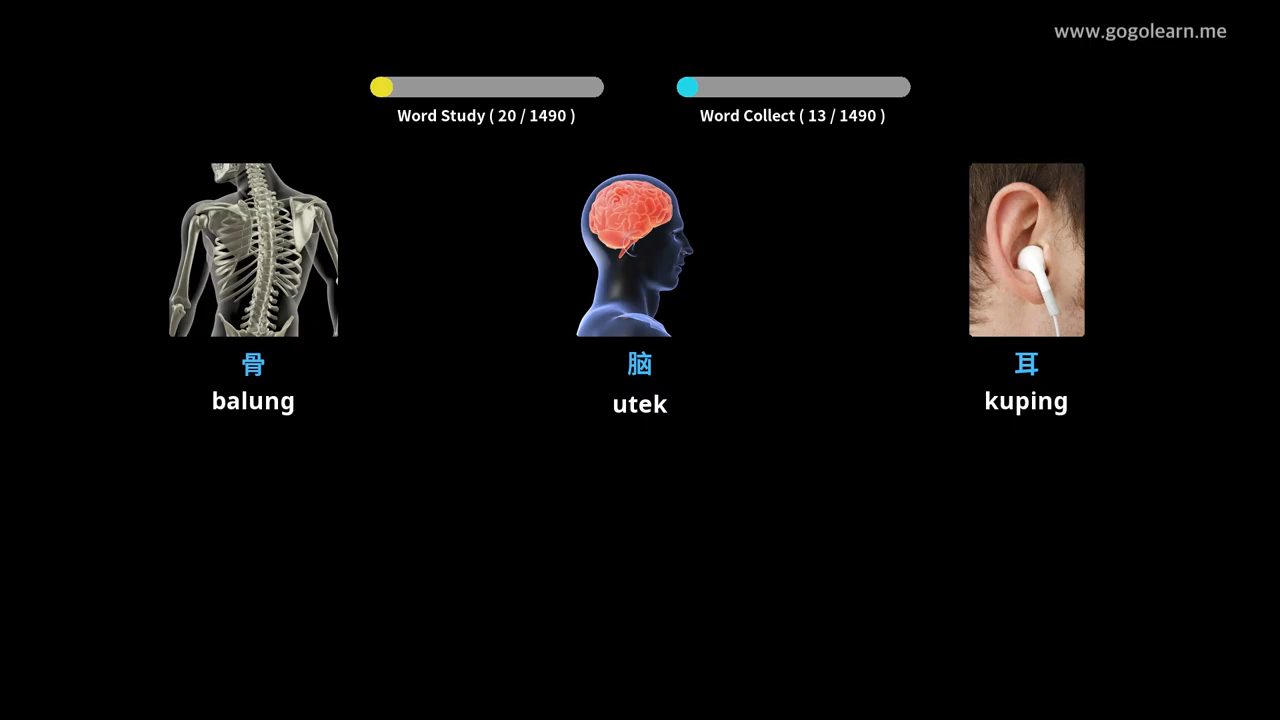 www.gogolearn.me
Word Study ( 20 / 1490 )
Word Collect ( 13 / 1490 )
骨
balung
脑
utek
耳
kuping